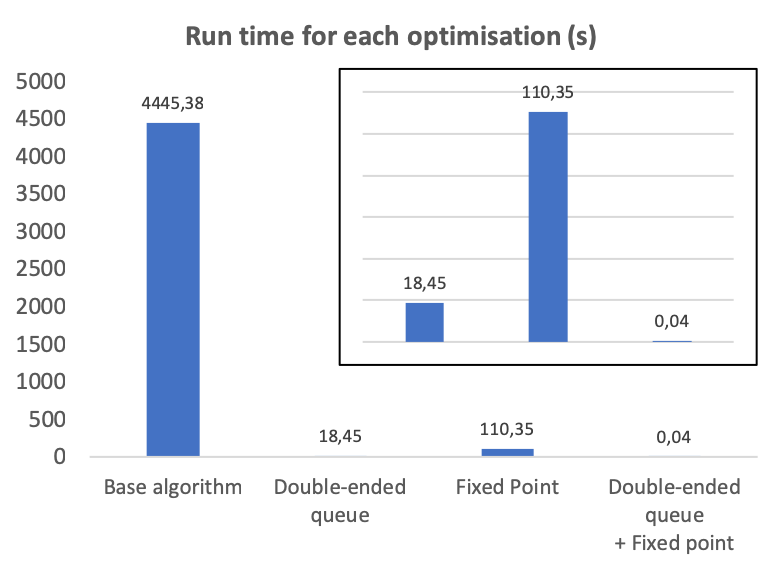 Run time for each optimisation (s)
5000
4500
4000
3500
3000
2500
2000
1500
1000
500
0
4445,38
18,45
110,35
0,04
110,35
18,45
0,04
Base algorithm
Double-ended
queue
Fixed Point
Double-ended
queue
+ Fixed point